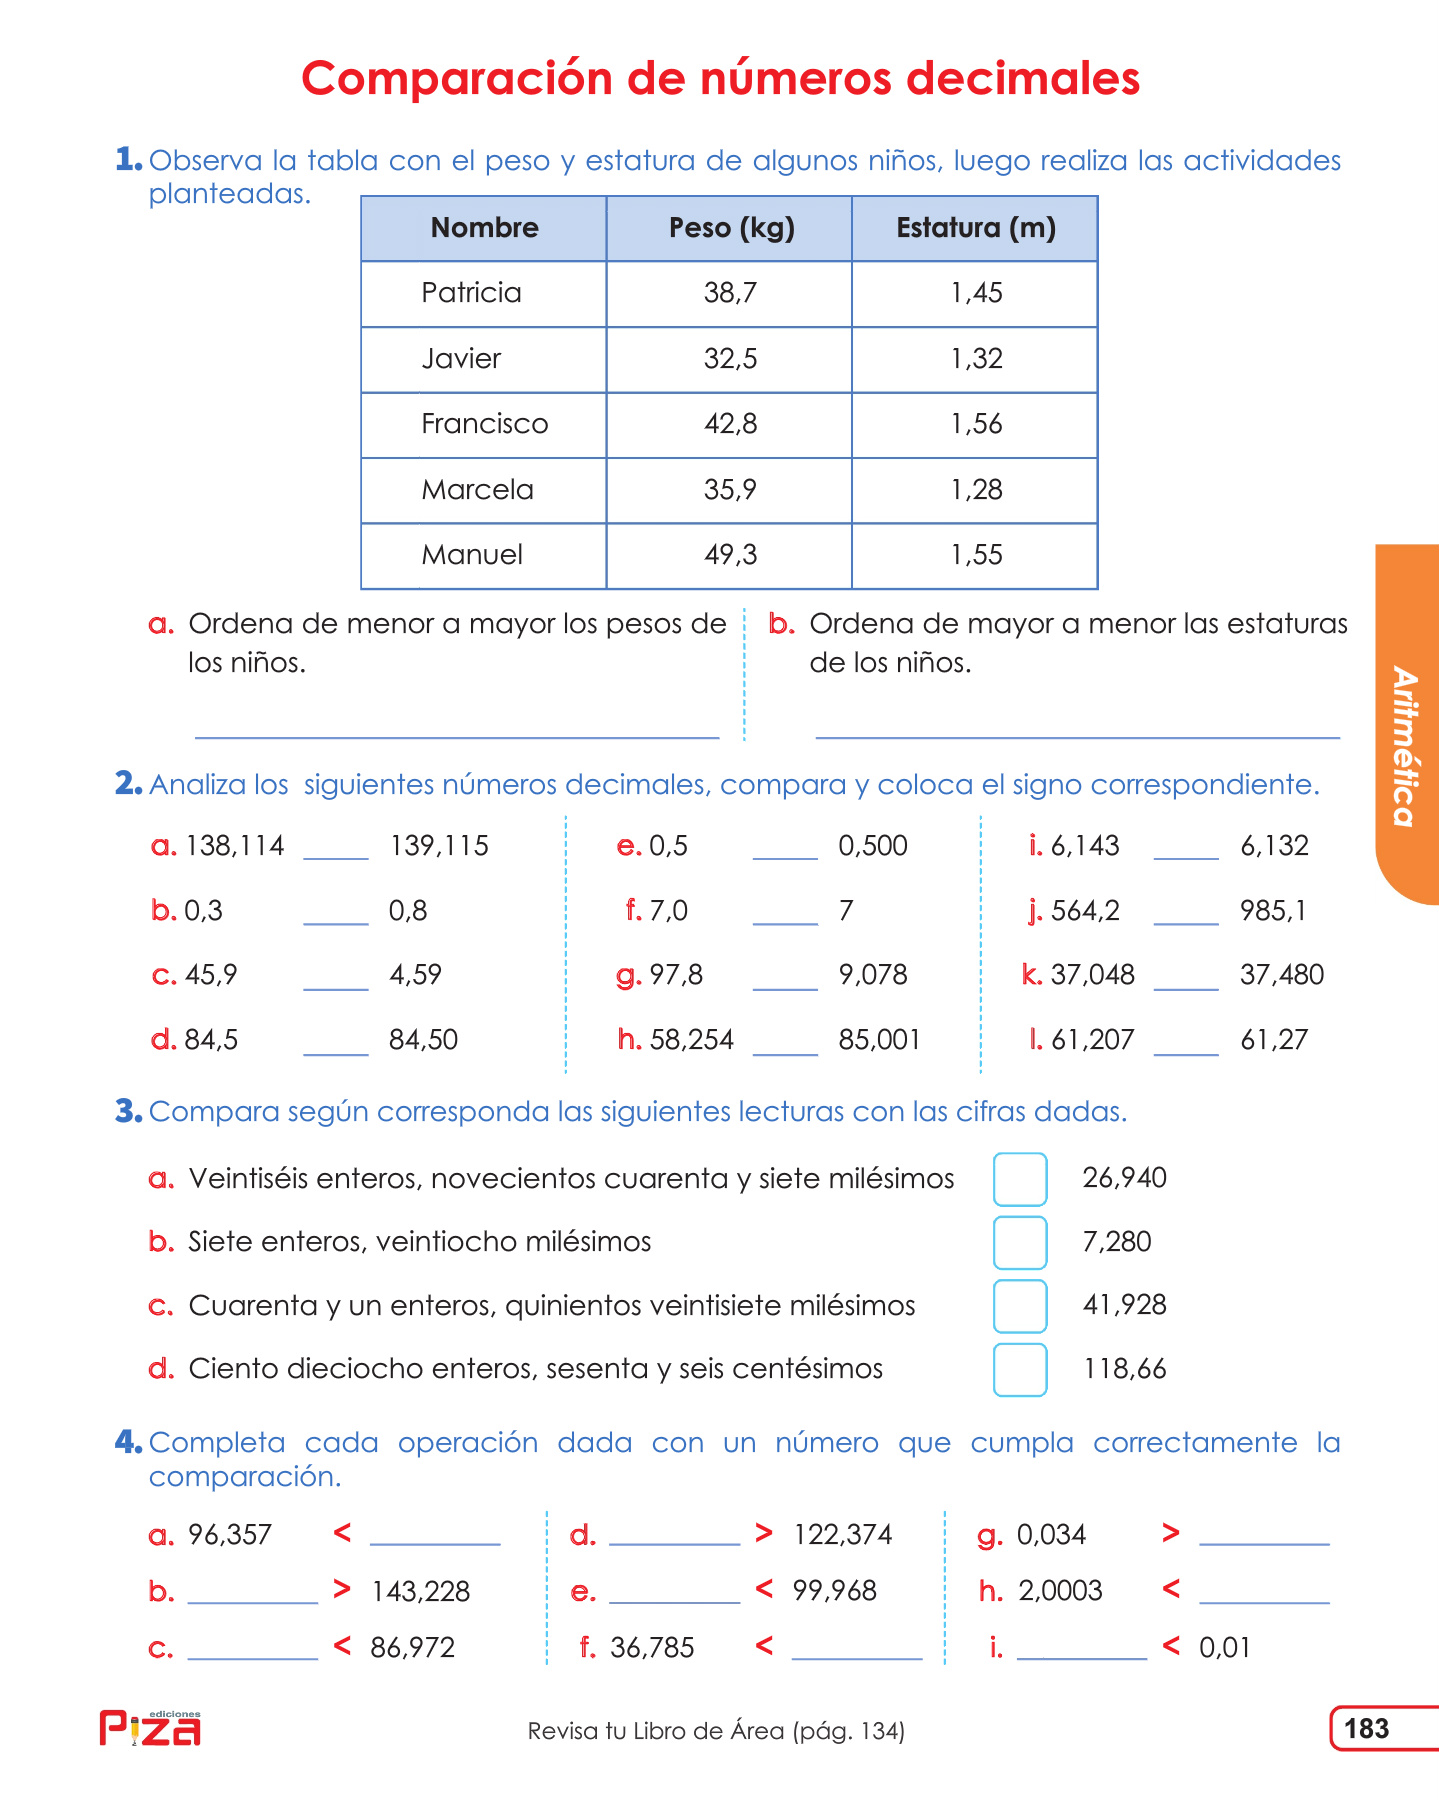 Comparación de números decimales
1. Observa la tabla con el peso y estatura de algunos niños, luego realiza las actividades
planteadas.
Nombre Peso (kg) Estatura (m)
Patricia 38,7 1,45
Javier 32,5 1,32
Francisco 42,8 1,56
Marcela 35,9 1,28
Manuel 49,3 1,55
a. Ordena de menor a mayor los pesos de
los niños.
b. Ordena de mayor a menor las estaturas
de los niños.
Aritmética
2. Analiza los siguientes números decimales, compara y coloca el signo correspondiente.
a. 138,114 ____ 139,115
b. 0,3 ____ 0,8
c. 45,9 ____ 4,59
d. 84,5 ____ 84,50
e. 0,5 ____ 0,500
f. 7,0 ____ 7
g. 97,8 ____ 9,078
h. 58,254 ____ 85,001
i. 6,143 ____ 6,132
j. 564,2 ____ 985,1
k. 37,048 ____ 37,480
l. 61,207 ____ 61,27
3. Compara según corresponda las siguientes lecturas con las cifras dadas.
a. Veintiséis enteros, novecientos cuarenta y siete milésimos 26,940
b. Siete enteros, veintiocho milésimos 7,280
c. Cuarenta y un enteros, quinientos veintisiete milésimos 41,928
d. Ciento dieciocho enteros, sesenta y seis centésimos 118,66
4. Completa cada operación dada con un número que cumpla correctamente la
comparación.
a. 96,357 < ________
b. ________ > 143,228
c. ________ < 86,972
d. ________ > 122,374
e. ________ < 99,968
f. 36,785 < ________
g. 0,034 > ________
h. 2,0003 < ________
i. ________ < 0,01
ediciones
Piza
Revisa tu Libro de Área (pág. 134)
183